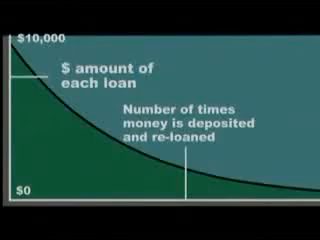 $10,000
$ amount of
each loan
Number of times
money is deposited
and re-loaned
$0